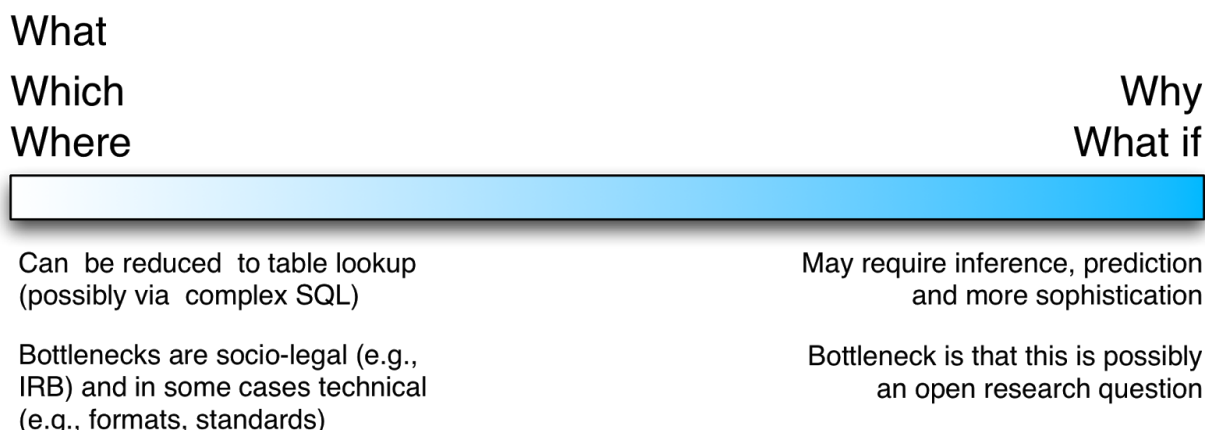 What
Which
Where
Why
What if
Can be reduced to table lookup
(possibly via complex SQL)
Bottlenecks are socio-legal (e.g.,
IRB) and in some cases technical
(e.g., formats, standards)
May require inference, prediction
and more sophistication
Bottleneck is that this is possibly
an open research question